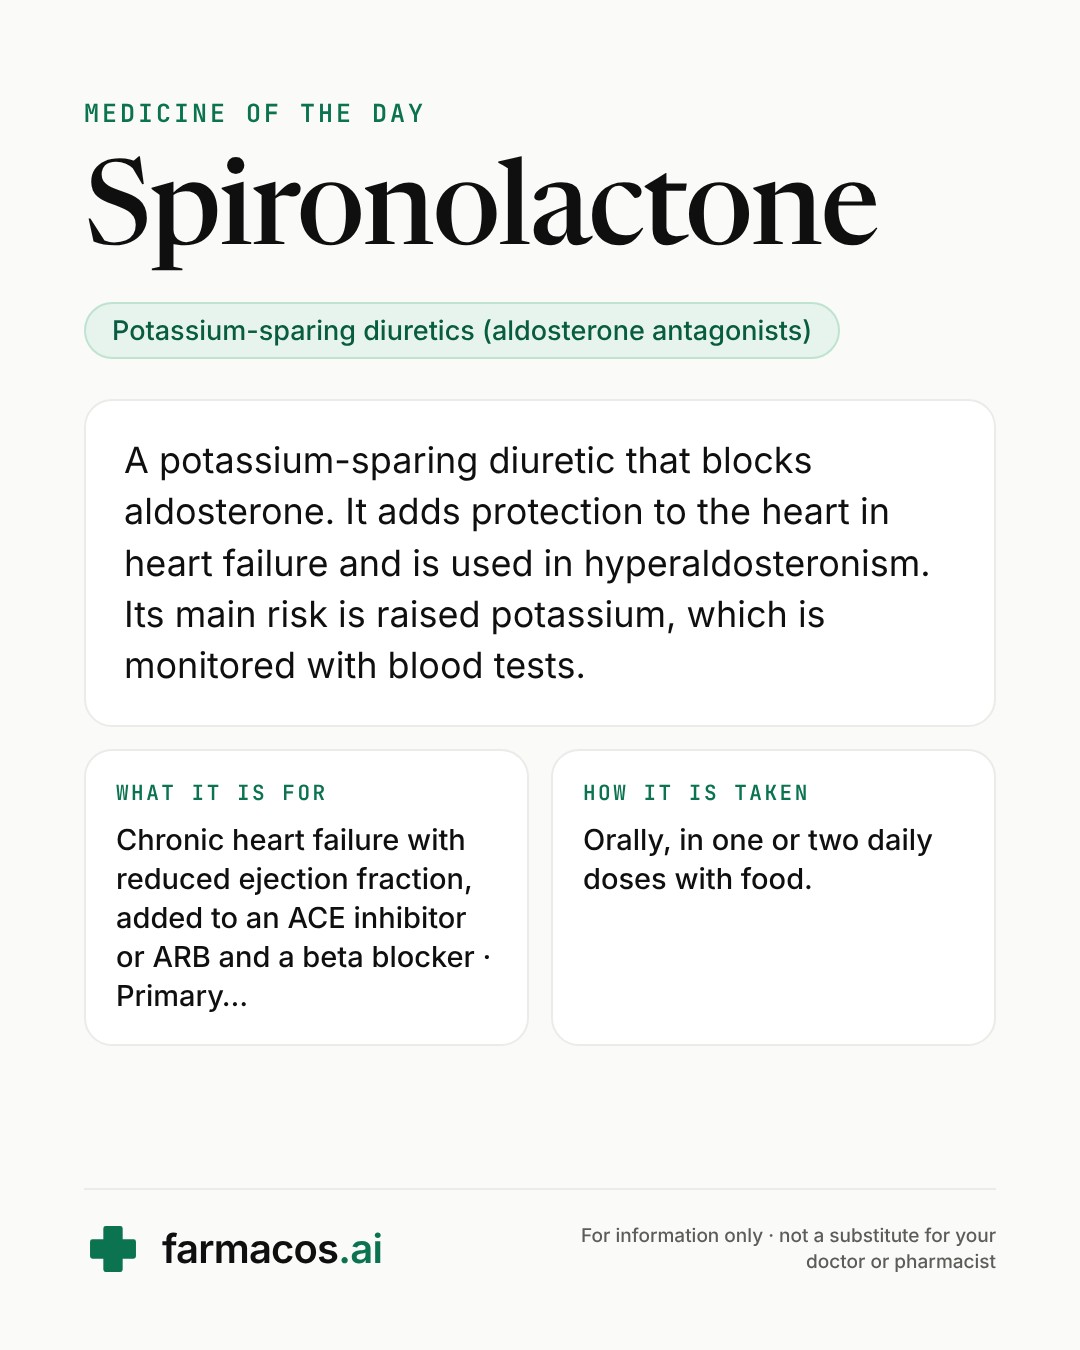 MEDICINE OF THE DAY
Spironolactone
Potassium-sparing diuretics (aldosterone antagonists)
A potassium-sparing diuretic that blocks
aldosterone. It adds protection to the heart in
heart failure and is used in hyperaldosteronism.
Its main risk is raised potassium, which is
monitored with blood tests.
WHAT IT IS FOR
Chronic heart failure with
reduced ejection fraction,
added to an ACE inhibitor
or ARB and a beta blocker ·
Primary…
HOW IT IS TAKEN
Orally, in one or two daily
doses with food.
farmacos.ai
For information only · not a substitute for your
doctor or pharmacist